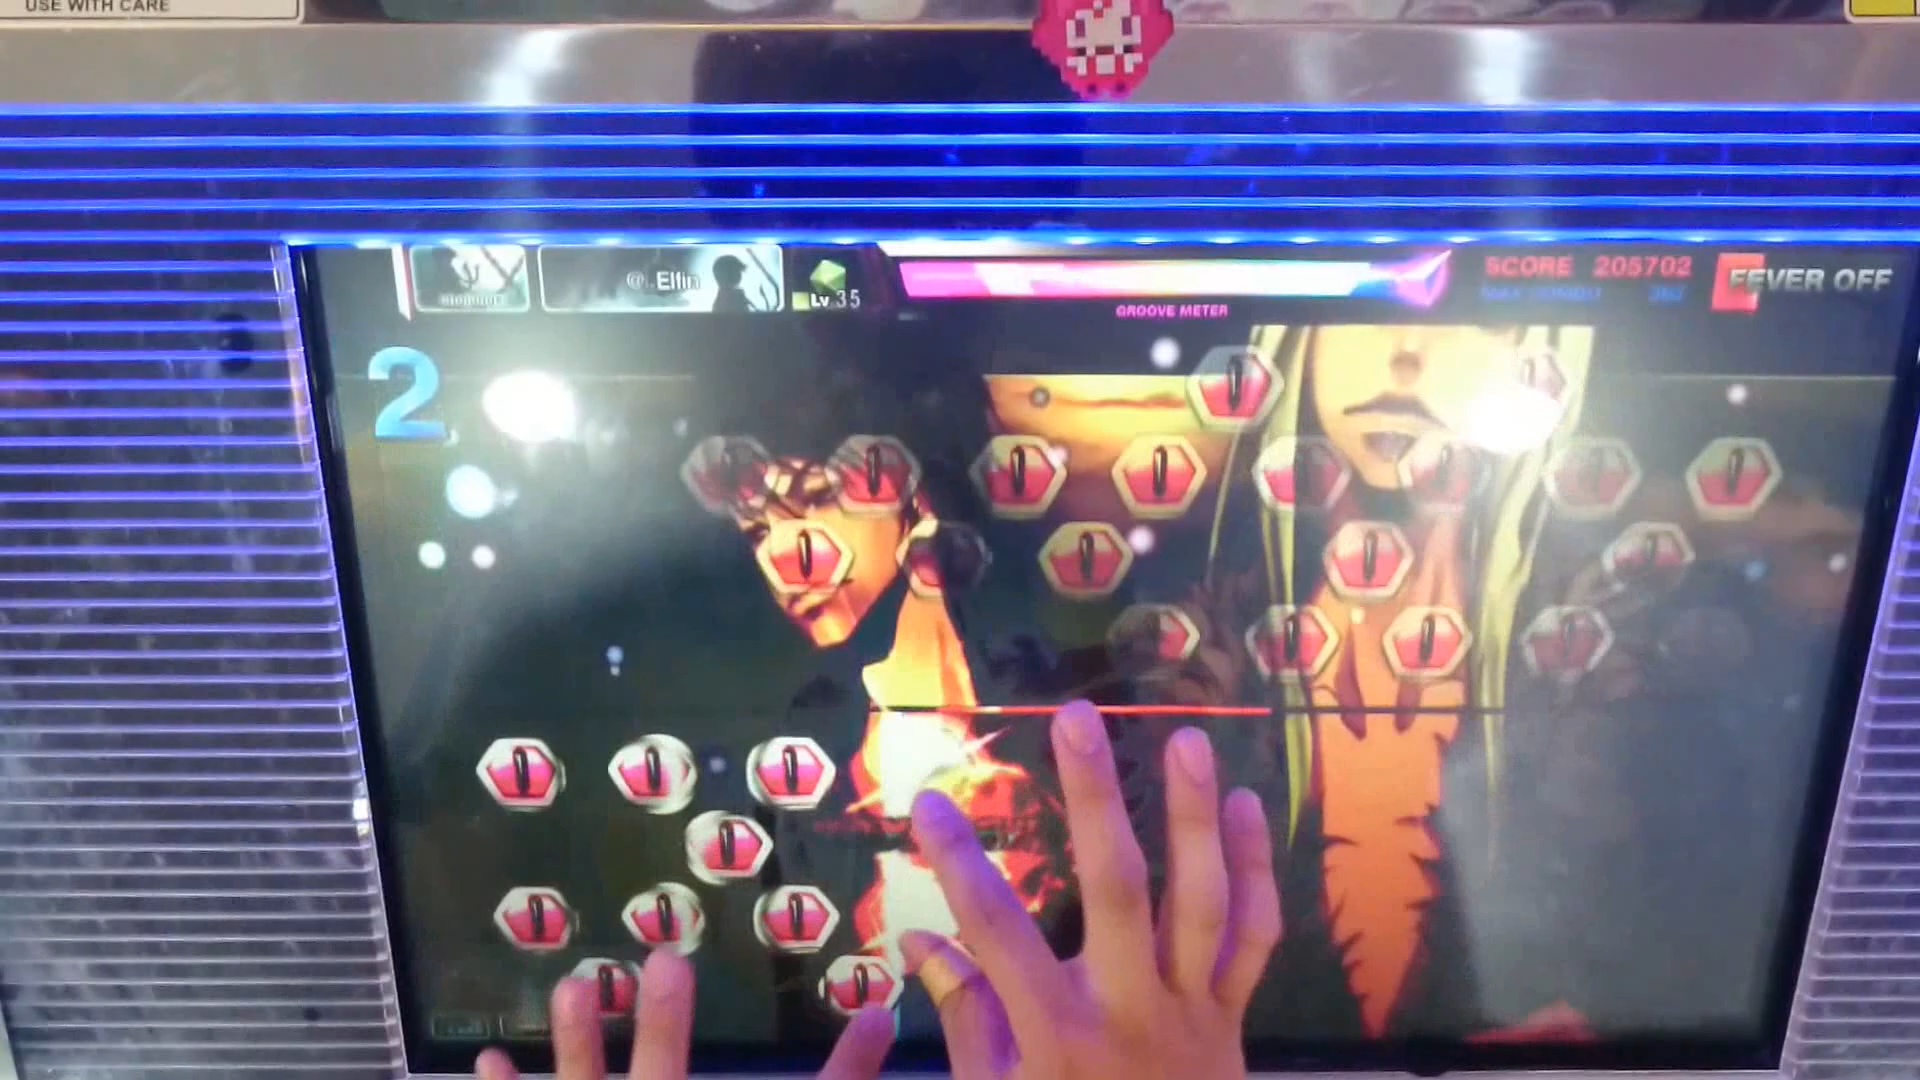 USE WITH CARE
@.Elfin
Lv 35
GROOVE METER
SCORE 205702
FEVER OFF
2